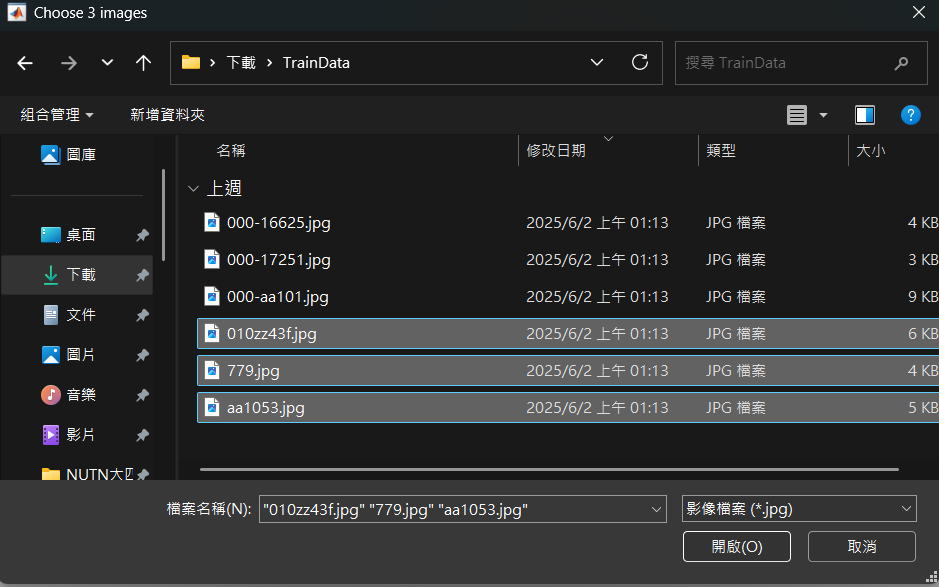 Choose 3 images
下載 TrainData
搜尋 TrainData
組合管理
新增資料夾
名稱 修改日期 類型 大小
圖庫
桌面
下載
文件
圖片
音樂
影片
NUTN大四
上週
000-16625.jpg 2025/6/2 上午 01:13 JPG 檔案 4 KB
000-17251.jpg 2025/6/2 上午 01:13 JPG 檔案 3 KB
000-aa101.jpg 2025/6/2 上午 01:13 JPG 檔案 9 KB
010zz43f.jpg 2025/6/2 上午 01:13 JPG 檔案 6 KB
779.jpg 2025/6/2 上午 01:13 JPG 檔案 4 KB
aa1053.jpg 2025/6/2 上午 01:13 JPG 檔案 5 KB
檔案名稱(N): "010zz43f.jpg" "779.jpg" "aa1053.jpg"
影像檔案 (*.jpg)
開啟(O)
取消